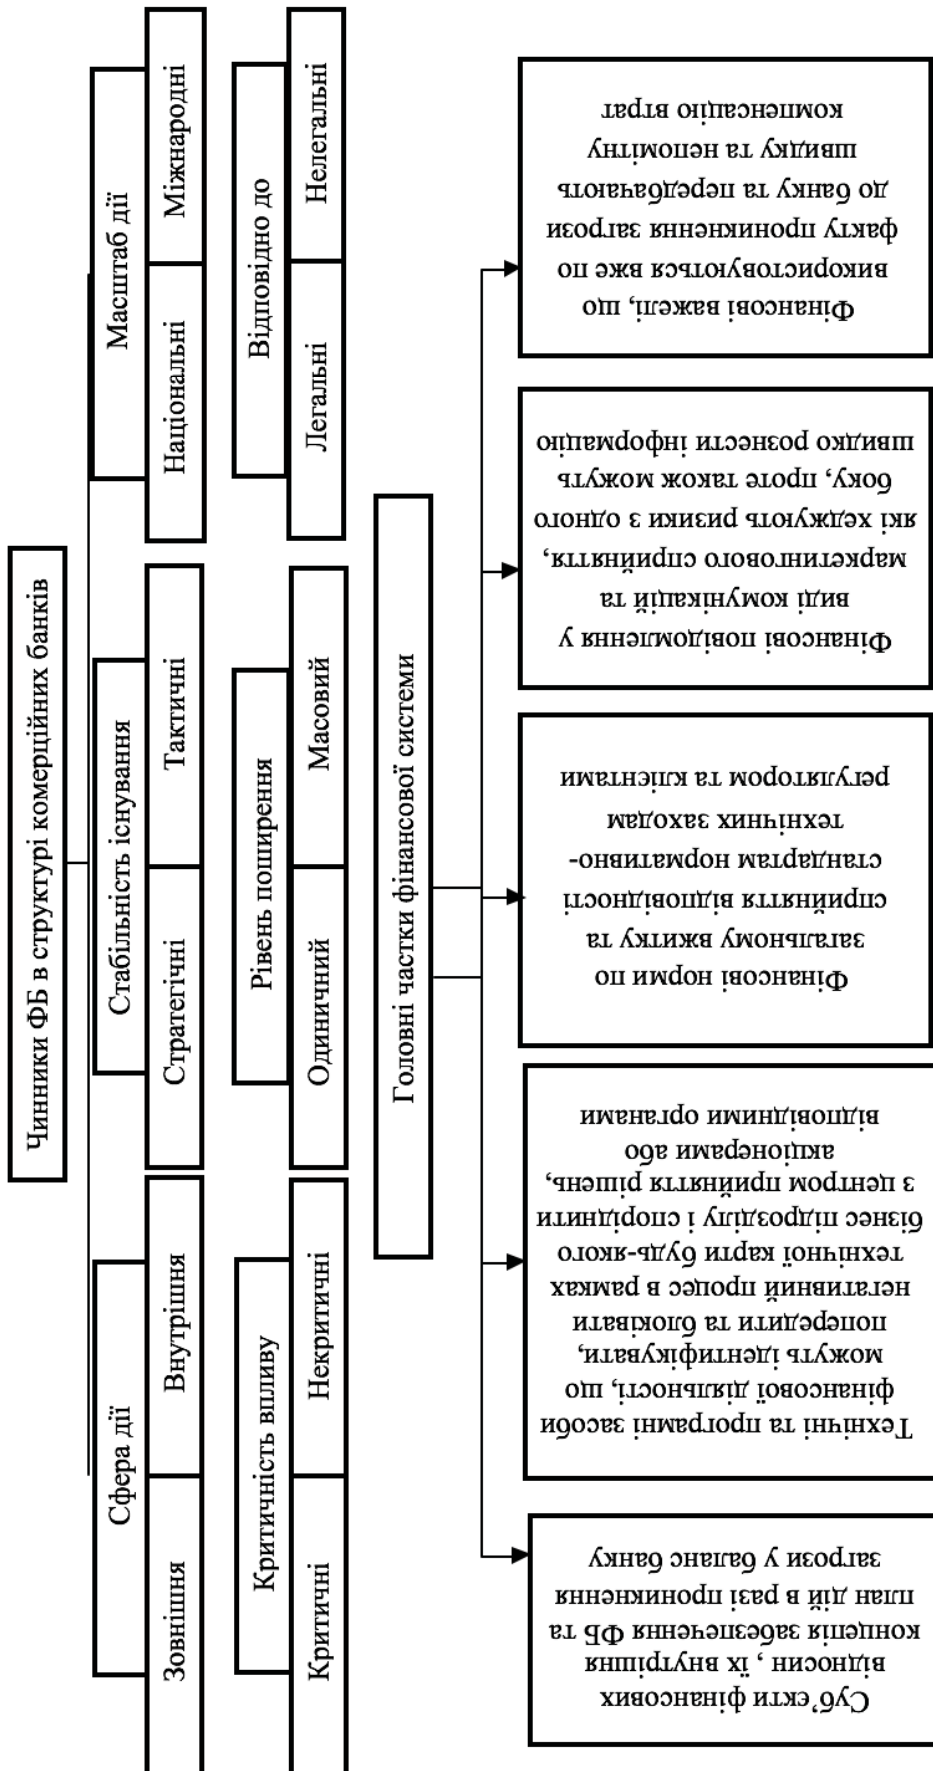 Чинники ФБ в структурі комерційних банків
Сфера дії
Стабільність існування
Масштаб дії
Зовнішня
Внутрішня
Стратегічні
Тактичні
Національні
Міжнародні
Критичність впливу
Рівень поширення
Відповідно до
Критичні
Некритичні
Одиничний
Масовий
Легальні
Нелегальні
Головні частки фінансової системи
Суб’єкти фінансових
відносин , їх внутрішня
концепія забезпечення ФБ та
план дій в разі проникнення
загрози у баланс банку
Технічні та програмні засоби
фінансової діяльності, що
можуть ідентифікувати,
попередити та блоківати
негативний процес в рамках
технічної карти будь-якого
бізнес підрозділу і споріднити
з центром прийняття рішень,
акціонерами або
відповідними органами
Фінансові норми по
загальному вжитку та
сприйняття відповідності
стандартам нормативно-
технічних заходам
регулятором та клієнтами
Фінансові повідомлення у
виді комунікацій та
маркетингового сприйняття,
які хеджують ризики з одного
боку, проте також можуть
швидко рознести інформацію
Фінансові важелі, що
використовуються вже по
факту проникнення загрози
до банку та передбачають
швидку та непомітну
компенсацію втрат